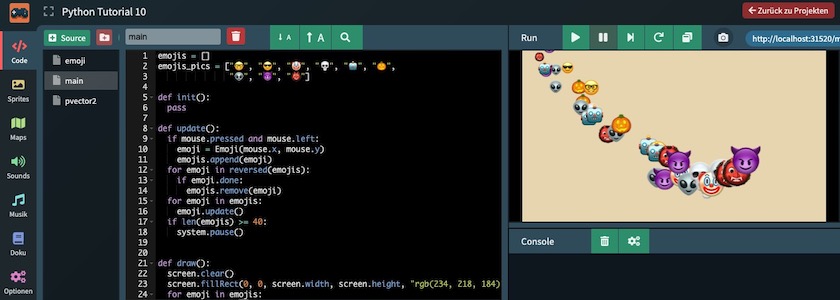 Python Tutorial 10
Zurück zu Projekten
Code
Sprites
Maps
Sounds
Musik
Doku
Optionen
Source
emoji
main
pvector2
main
A
A
1 emojis = []
2 emojis_pics = ["😎", "😎", "🤡", "💀", "🤖", "🎃",
3 "👽", "😈", "👹"]
4
5 def init():
6 pass
7
8 def update():
9 if mouse.pressed and mouse.left:
10 emoji = Emoji(mouse.x, mouse.y)
11 emojis.append(emoji)
12 for emoji in reversed(emojis):
13 if emoji.done:
14 emojis.remove(emoji)
15 for emoji in emojis:
16 emoji.update()
17 if len(emojis) >= 40:
18 system.pause()
19
20
21 def draw():
22 screen.clear()
23 screen.fillRect(0, 0, screen.width, screen.height, "rgb(234, 218, 184)
24 for emoji in emojis:
Run
http://localhost:31520/m
Console